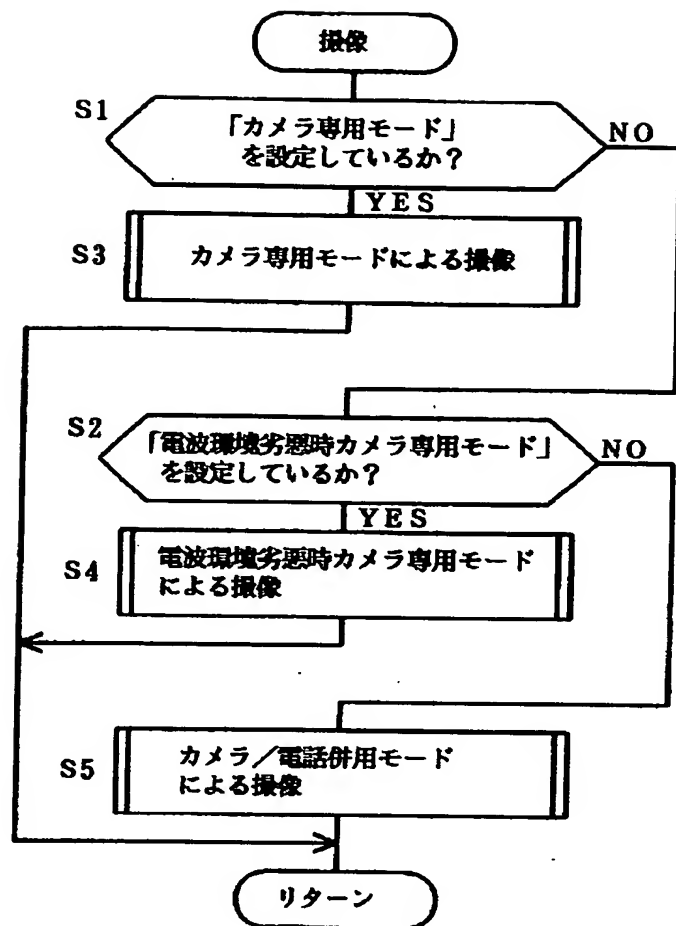 撮像
S1
「カメラ専用モード」
を設定しているか？
NO
YES
S3
カメラ専用モードによる撮像
S2
「電波環境劣悪時カメラ専用モード」
を設定しているか？
NO
YES
S4
電波環境劣悪時カメラ専用モード
による撮像
S5
カメラ／電話併用モード
による撮像
リターン